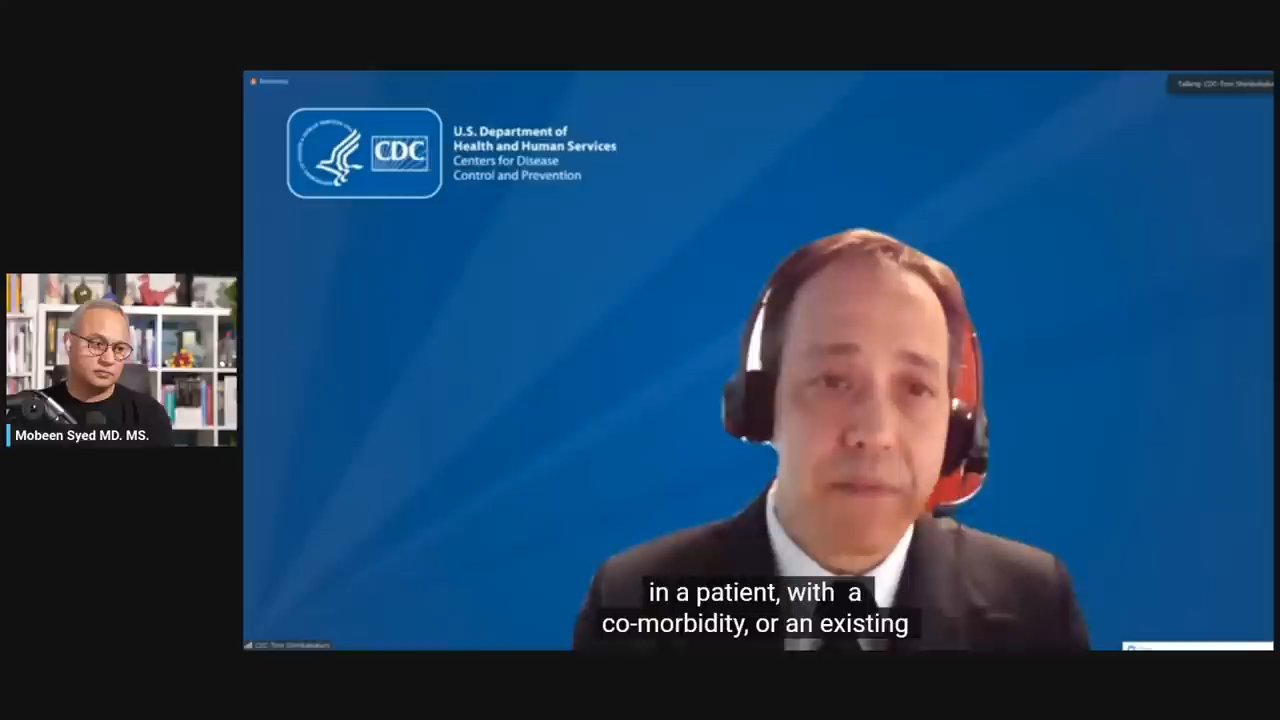 CDC
U.S. Department of
Health and Human Services
Centers for Disease
Control and Prevention
Mobeen Syed MD. MS.
in a patient, with a
co-morbidity, or an existing